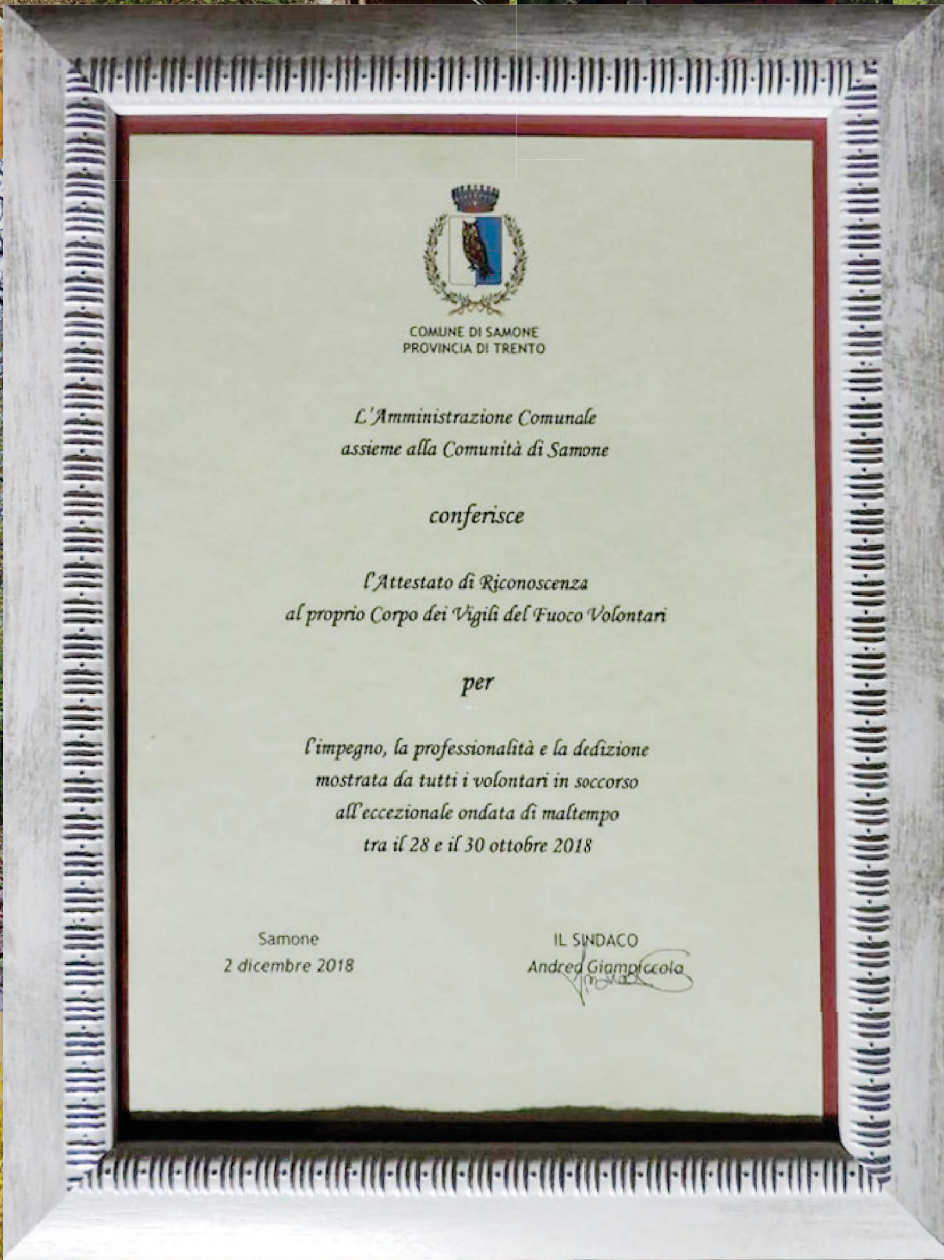 COMUNE DI SAMONE
PROVINCIA DI TRENTO
L'Amministrazione Comunale
assieme alla Comunità di Samone
conferisce
l'Attestato di Riconoscenza
al proprio Corpo dei Vigili del Fuoco Volontari
per
l'impegno, la professionalità e la dedizione
mostrata da tutti i volontari in soccorso
all'eccezionale ondata di maltempo
tra il 28 e il 30 ottobre 2018
Samone
2 dicembre 2018
IL SINDACO
Andrea Giampiccolo